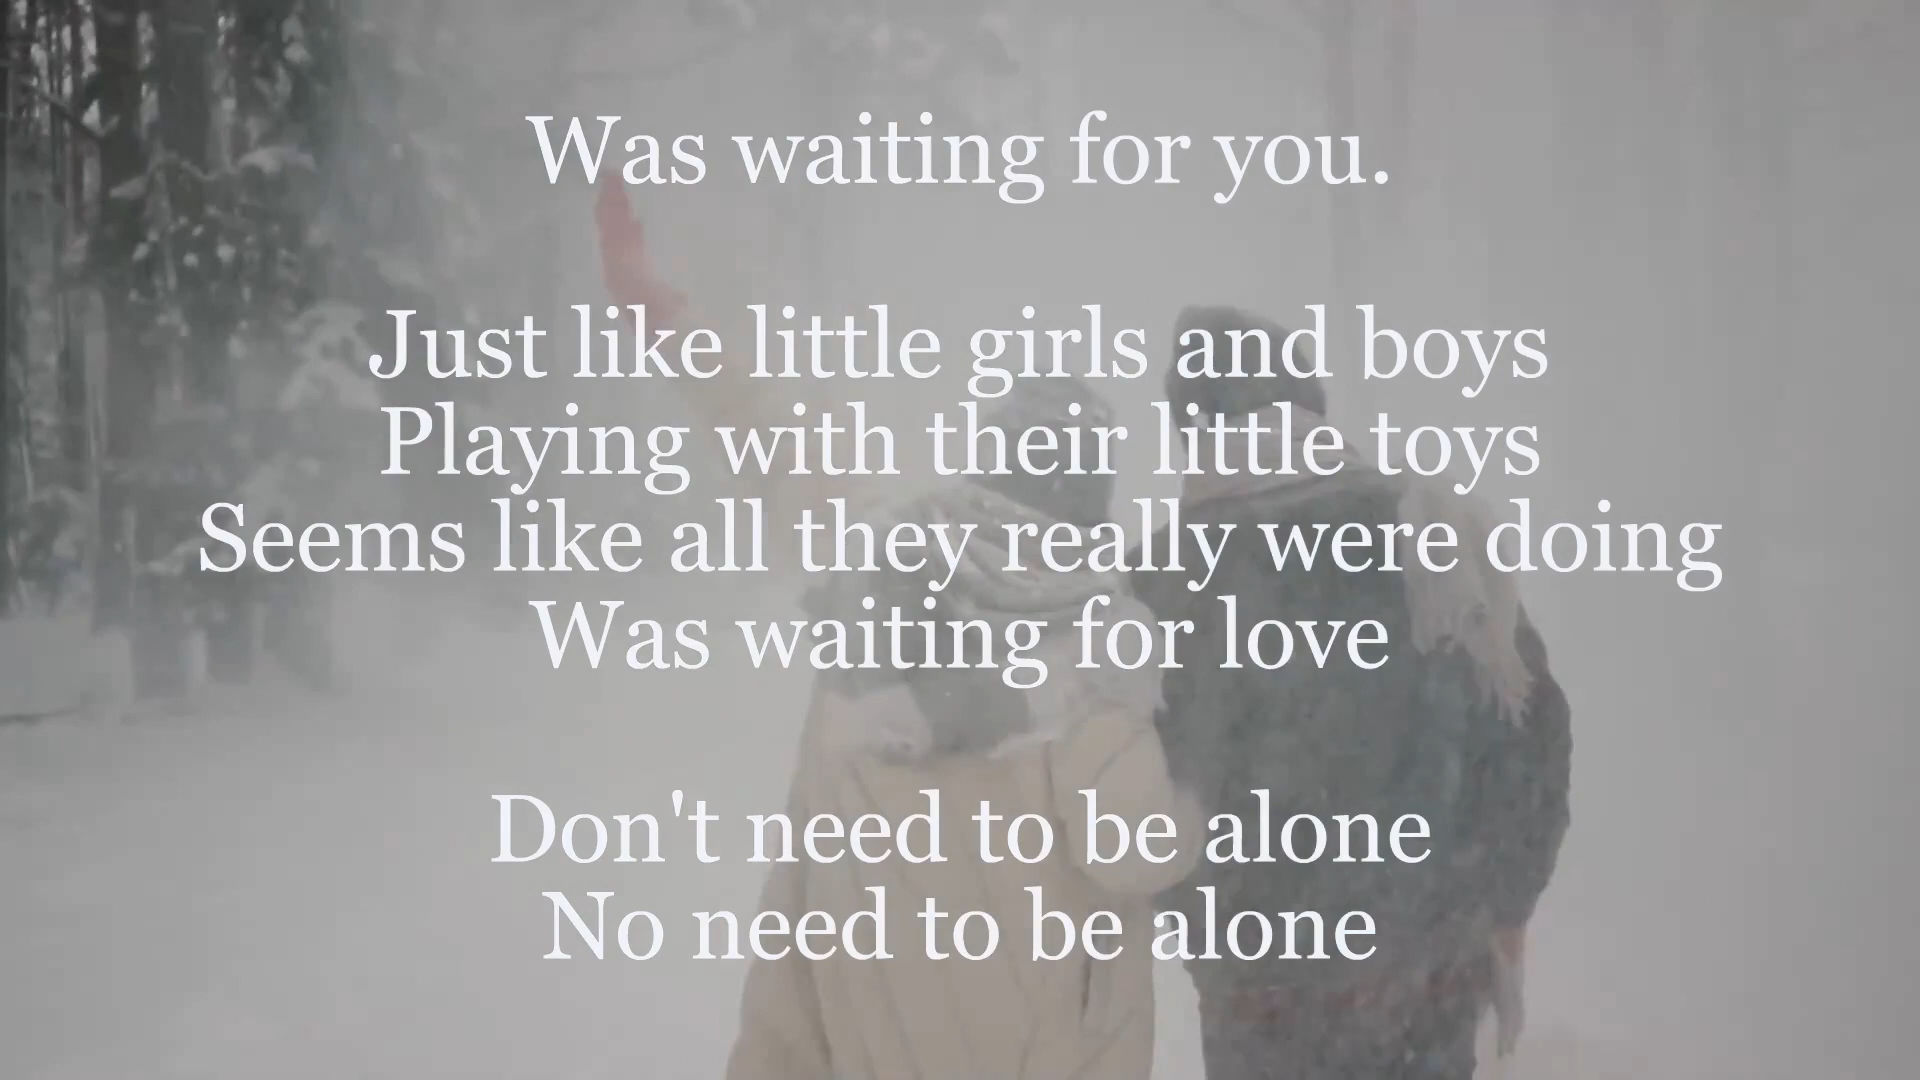 Was waiting for you.
Just like little girls and boys
Playing with their little toys
Seems like all they really were doing
Was waiting for love
Don't need to be alone
No need to be alone